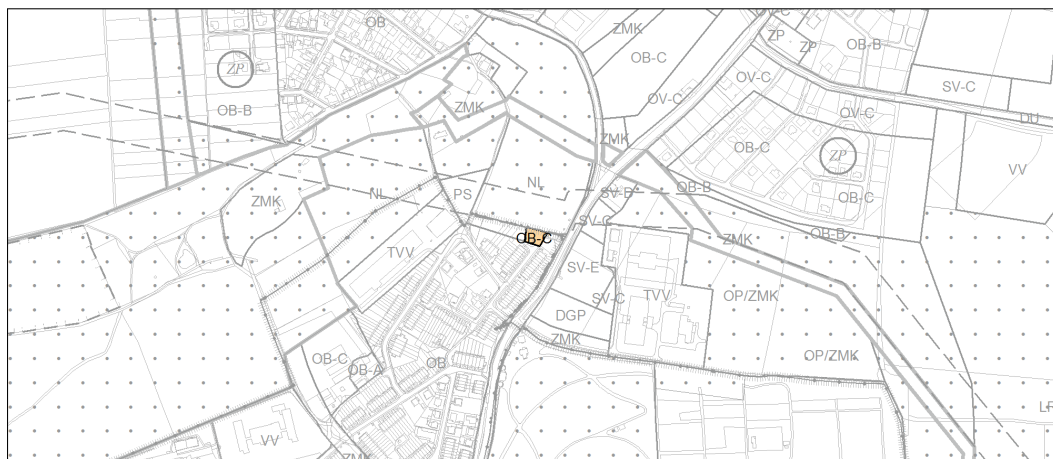 OB
ZMK
OV-C
ZP
ZP
OB-B
OB-C
ZP
ZMK
OV-C
SV-C
OB-B
OV-C
DU
ZMK
OB-C
ZP
VV
ZMK
NL
PS
NL
SV-B
OB-B
OB-C
SV-C
OB-B
OB-C
ZMK
TVV
SV-E
SV-C
TVV
OP/ZMK
DGP
ZMK
OB-C
OB-A
OB
OP/ZMK
VV
ZMK